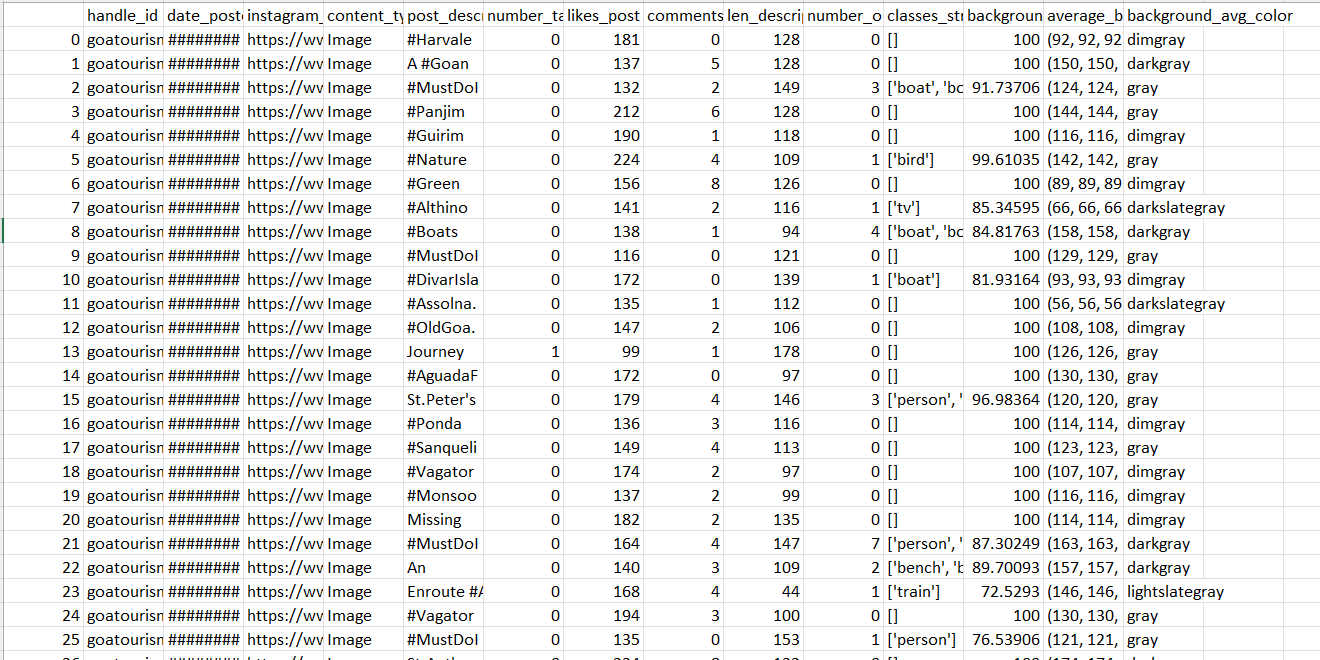 handle_id date_post instagram_ content_ty post_descr number_ta likes_post comments len_descri number_o classes_str backgroun average_b background_avg_color
0 goatourisn ######## https://wv Image #Harvale 0 181 0 128 0 [] 100 (92, 92, 92 dimgray
1 goatourisn ######## https://wv Image A #Goan 0 137 5 128 0 [] 100 (150, 150, darkgray
2 goatourisn ######## https://wv Image #MustDoI 0 132 2 149 3 ['boat', 'bo 91.73706 (124, 124, gray
3 goatourisn ######## https://wv Image #Panjim 0 212 6 128 0 [] 100 (144, 144, gray
4 goatourisn ######## https://wv Image #Guirim 0 190 1 118 0 [] 100 (116, 116, dimgray
5 goatourisn ######## https://wv Image #Nature 0 224 4 109 1 ['bird'] 99.61035 (142, 142, gray
6 goatourisn ######## https://wv Image #Green 0 156 8 126 0 [] 100 (89, 89, 89 dimgray
7 goatourisn ######## https://wv Image #Althino 0 141 2 116 1 ['tv'] 85.34595 (66, 66, 66 darkslategray
8 goatourisn ######## https://wv Image #Boats 0 138 1 94 4 ['boat', 'bo 84.81763 (158, 158, darkgray
9 goatourisn ######## https://wv Image #MustDoI 0 116 0 121 0 [] 100 (129, 129, gray
10 goatourisn ######## https://wv Image #DivarIsla 0 172 0 139 1 ['boat'] 81.93164 (93, 93, 93 dimgray
11 goatourisn ######## https://wv Image #Assolna. 0 135 1 112 0 [] 100 (56, 56, 56 darkslategray
12 goatourisn ######## https://wv Image #OldGoa. 0 147 2 106 0 [] 100 (108, 108, dimgray
13 goatourisn ######## https://wv Image Journey 1 99 1 178 0 [] 100 (126, 126, gray
14 goatourisn ######## https://wv Image #AguadaF 0 172 0 97 0 [] 100 (130, 130, gray
15 goatourisn ######## https://wv Image St.Peter's 0 179 4 146 3 ['person', ' 96.98364 (120, 120, gray
16 goatourisn ######## https://wv Image #Ponda 0 136 3 116 0 [] 100 (114, 114, dimgray
17 goatourisn ######## https://wv Image #Sanqueli 0 149 4 113 0 [] 100 (123, 123, gray
18 goatourisn ######## https://wv Image #Vagator 0 174 2 97 0 [] 100 (107, 107, dimgray
19 goatourisn ######## https://wv Image #Monsoo 0 137 2 99 0 [] 100 (116, 116, dimgray
20 goatourisn ######## https://wv Image Missing 0 182 2 135 0 [] 100 (114, 114, dimgray
21 goatourisn ######## https://wv Image #MustDoI 0 164 4 147 7 ['person', ' 87.30249 (163, 163, darkgray
22 goatourisn ######## https://wv Image An 0 140 3 109 2 ['bench', 'b 89.70093 (157, 157, darkgray
23 goatourisn ######## https://wv Image Enroute #A 0 168 4 44 1 ['train'] 72.5293 (146, 146, lightslategray
24 goatourisn ######## https://wv Image #Vagator 0 194 3 100 0 [] 100 (130, 130, gray
25 goatourisn ######## https://wv Image #MustDoI 0 135 0 153 1 ['person'] 76.53906 (121, 121, gray